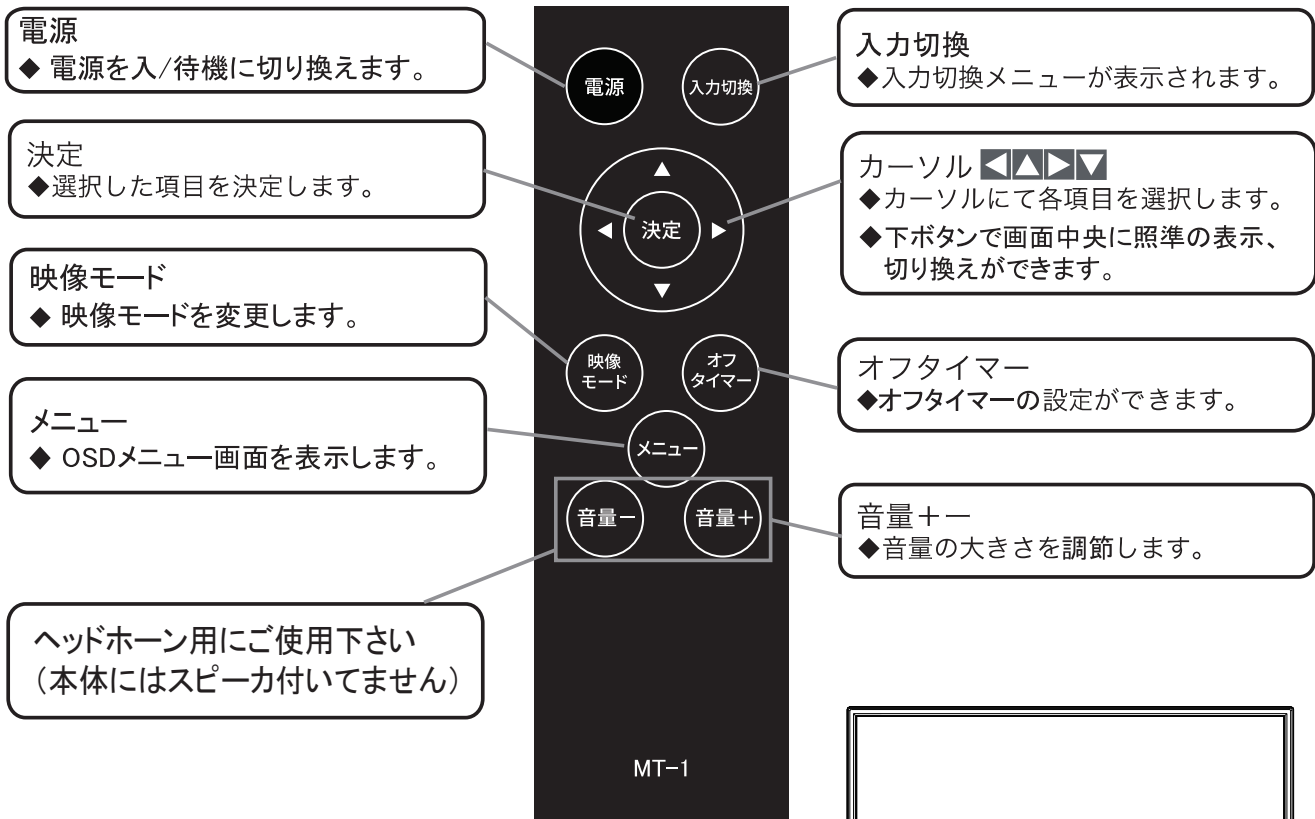 電源
◆ 電源を入/待機に切り換えます。
決定
◆選択した項目を決定します。
映像モード
◆ 映像モードを変更します。
メニュー
◆ OSDメニュー画面を表示します。
ヘッドホーン用にご使用下さい
（本体にはスピーカ付いてません）
電源
入力切換
▲
◀ 決定 ▶
▼
映像
モード
オフ
タイマー
メニュー
音量－
音量＋
MT-1
入力切換
◆入力切換メニューが表示されます。
カーソル ◀▲▶▼
◆カーソルにて各項目を選択します。
◆下ボタンで画面中央に照準の表示、
切り換えができます。
オフタイマー
◆オフタイマーの設定ができます。
音量＋－
◆音量の大きさを調節します。